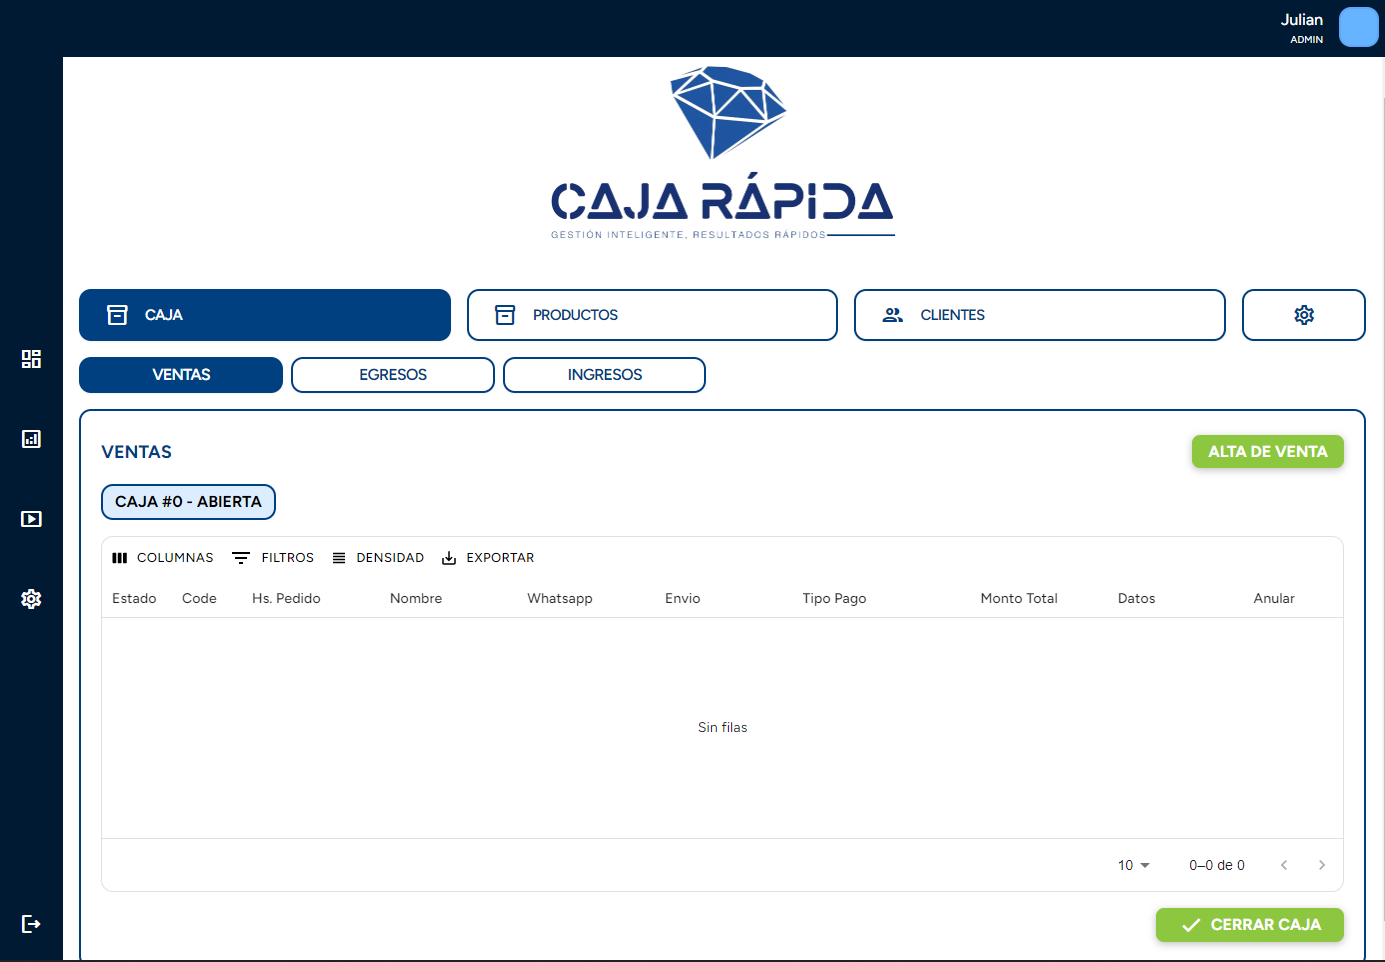 Julian
ADMIN
CAJA RÁPIDA
GESTIÓN INTELIGENTE, RESULTADOS RÁPIDOS
CAJA
PRODUCTOS
CLIENTES
VENTAS
EGRESOS
INGRESOS
VENTAS
ALTA DE VENTA
CAJA #0 - ABIERTA
COLUMNAS FILTROS DENSIDAD EXPORTAR
Estado Code Hs. Pedido Nombre Whatsapp Envio Tipo Pago Monto Total Datos Anular
Sin filas
10 0–0 de 0
CERRAR CAJA